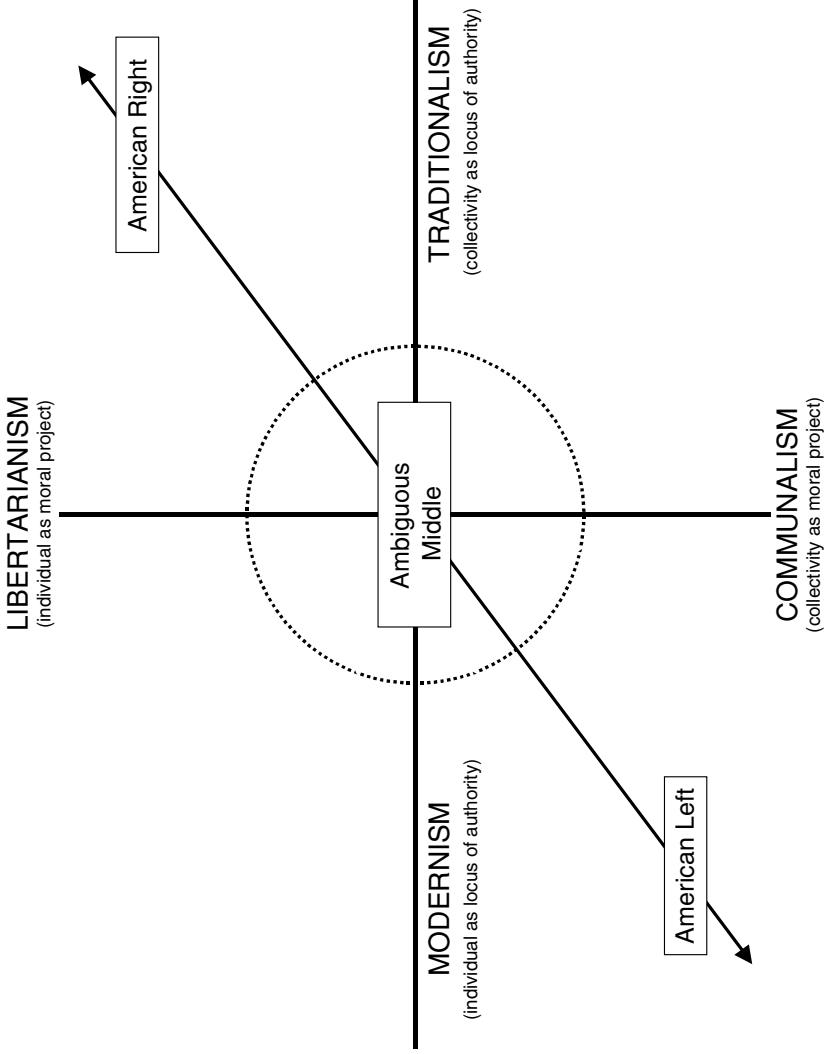 LIBERTARIANISM
(individual as moral project)
American Right
Ambiguous
Middle
MODERNISM
(individual as locus of authority)
TRADITIONALISM
(collectivity as locus of authority)
American Left
COMMUNALISM
(collectivity as moral project)